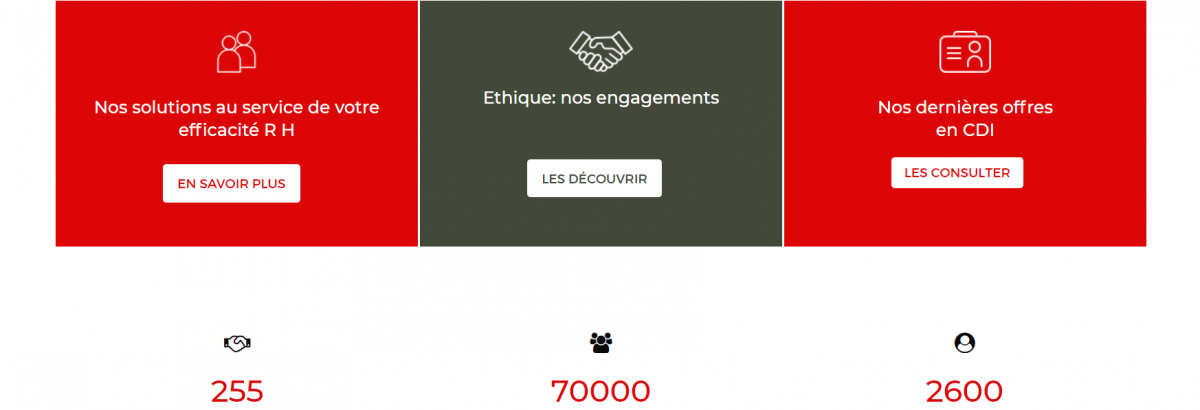 Nos solutions au service de votre
efficacité R H
EN SAVOIR PLUS
Ethique: nos engagements
LES DÉCOUVRIR
Nos dernières offres
en CDI
LES CONSULTER
255
70000
2600